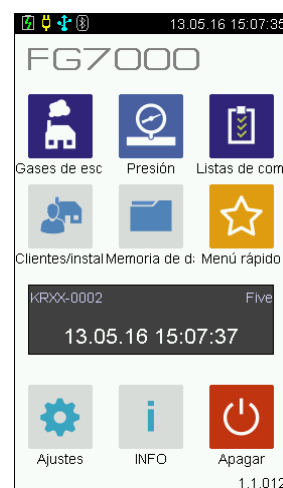 13.05.16 15:07:35
FG7000
Gases de esc Presión Listas de com
Clientes/instal Memoria de d: Menú rápido
KRXX-0002 Five
13.05.16 15:07:37
Ajustes INFO Apagar
1.1.012